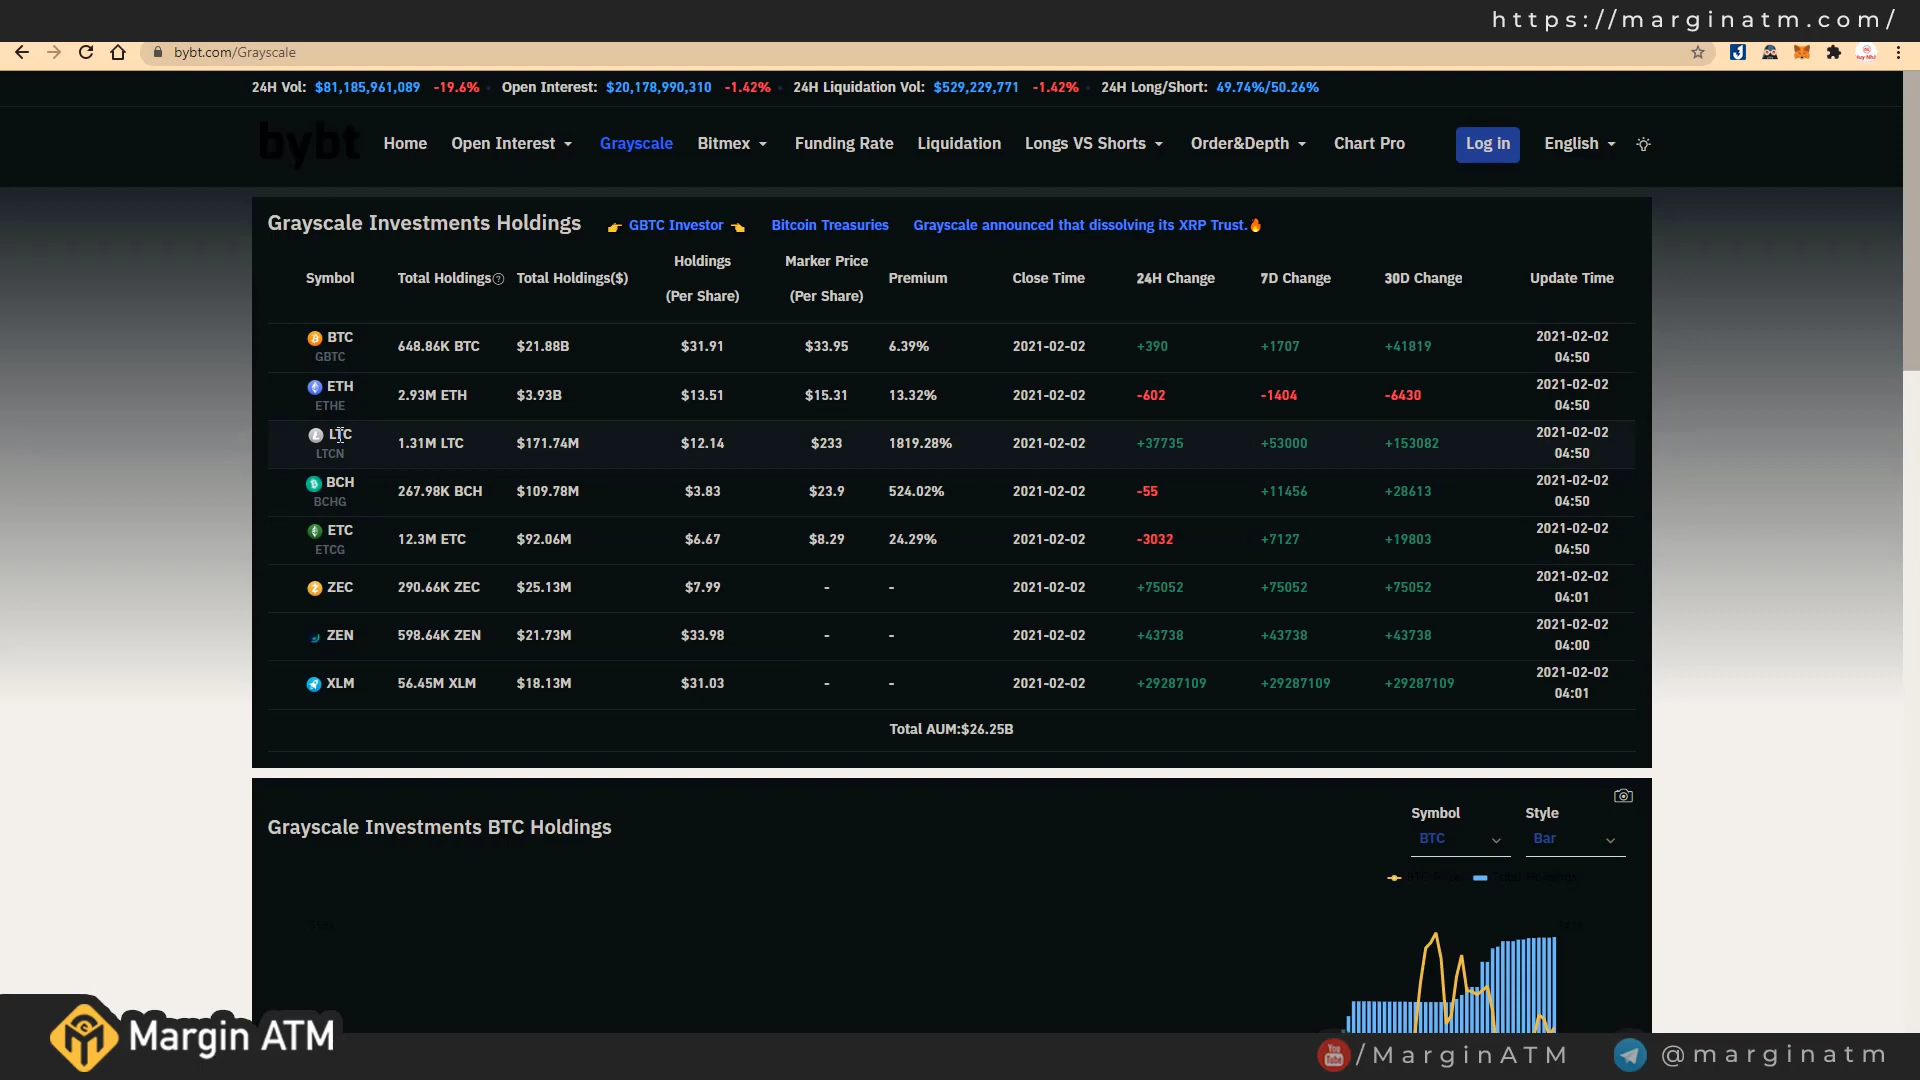 https://marginatm.com/
bybt.com/Grayscale
24H Vol: $81,185,961,089 -19.6% Open Interest: $20,178,990,310 -1.42% 24H Liquidation Vol: $529,229,771 -1.42% 24H Long/Short: 49.74%/50.26%
bybt Home Open Interest Grayscale Bitmex Funding Rate Liquidation Longs VS Shorts Order&Depth Chart Pro Log in English
Grayscale Investments Holdings 👉 GBTC Investor 👈 Bitcoin Treasuries Grayscale announced that dissolving its XRP Trust.🔥
Symbol Total Holdings Total Holdings($) Holdings (Per Share) Marker Price (Per Share) Premium Close Time 24H Change 7D Change 30D Change Update Time
BTC GBTC 648.86K BTC $21.88B $31.91 $33.95 6.39% 2021-02-02 +390 +1707 +41819 2021-02-02 04:50
ETH ETHE 2.93M ETH $3.93B $13.51 $15.31 13.32% 2021-02-02 -602 -1404 -6430 2021-02-02 04:50
LTC LTCN 1.31M LTC $171.74M $12.14 $233 1819.28% 2021-02-02 +37735 +53000 +153082 2021-02-02 04:50
BCH BCHG 267.98K BCH $109.78M $3.83 $23.9 524.02% 2021-02-02 -55 +11456 +28613 2021-02-02 04:50
ETC ETCG 12.3M ETC $92.06M $6.67 $8.29 24.29% 2021-02-02 -3032 +7127 +19803 2021-02-02 04:50
ZEC 290.66K ZEC $25.13M $7.99 - - 2021-02-02 +75052 +75052 +75052 2021-02-02 04:01
ZEN 598.64K ZEN $21.73M $33.98 - - 2021-02-02 +43738 +43738 +43738 2021-02-02 04:00
XLM 56.45M XLM $18.13M $31.03 - - 2021-02-02 +29287109 +29287109 +29287109 2021-02-02 04:01
Total AUM:$26.25B
Grayscale Investments BTC Holdings
Symbol Style
BTC Bar
Margin ATM
You Tube /MarginATM @marginatm